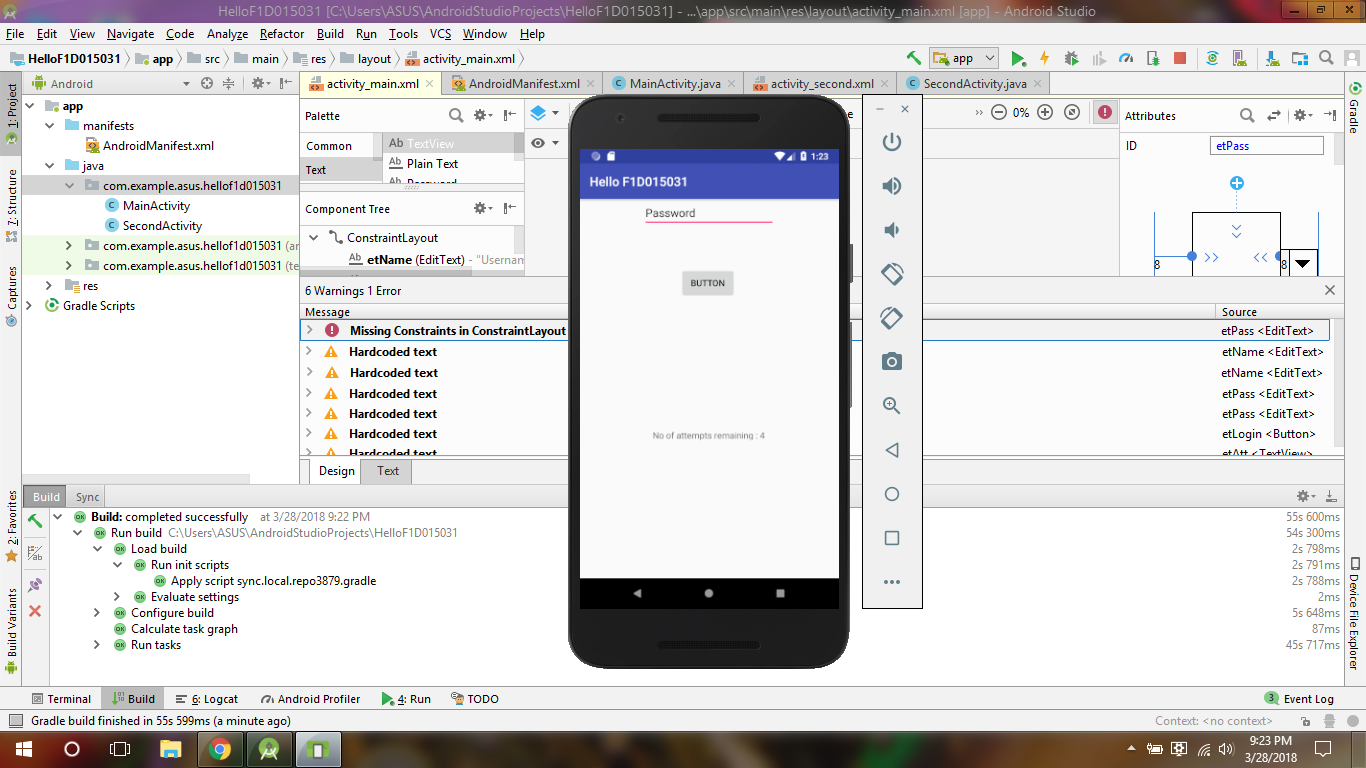 HelloF1D015031 [C:\Users\ASUS\AndroidStudioProjects\HelloF1D015031] - ...\app\src\main\res\layout\activity_main.xml [app] - Android Studio
File Edit View Navigate Code Analyze Refactor Build Run Tools VCS Window Help
HelloF1D015031 app src main res layout activity_main.xml app
Android activity_main.xml AndroidManifest.xml MainActivity.java activity_second.xml SecondActivity.java
1: Project
7: Structure
Captures
2: Favorites
Build Variants
app
manifests
AndroidManifest.xml
java
com.example.asus.hellof1d015031
MainActivity
SecondActivity
com.example.asus.hellof1d015031 (ar
com.example.asus.hellof1d015031 (te
res
Gradle Scripts
Palette
Common
Text
Ab TextView
Ab Plain Text
Ab Password
Component Tree
ConstraintLayout
Ab etName (EditText) - "Usernam
0%
Attributes
ID etPass
8 8
Gradle
Device File Explorer
6 Warnings 1 Error
Message Source
Missing Constraints in ConstraintLayout etPass <EditText>
Hardcoded text etName <EditText>
Hardcoded text etName <EditText>
Hardcoded text etPass <EditText>
Hardcoded text etPass <EditText>
Hardcoded text etLogin <Button>
Hardcoded text etAtt <TextView>
Design Text
1:23
Hello F1D015031
Password
BUTTON
No of attempts remaining : 4
Build Sync
Build: completed successfully at 3/28/2018 9:22 PM 55s 600ms
Run build C:\Users\ASUS\AndroidStudioProjects\HelloF1D015031 54s 300ms
Load build 2s 798ms
Run init scripts 2s 791ms
Apply script sync.local.repo3879.gradle 2s 788ms
Evaluate settings 2ms
Configure build 5s 648ms
Calculate task graph 87ms
Run tasks 45s 717ms
Terminal Build 6: Logcat Android Profiler 4: Run TODO 3 Event Log
Gradle build finished in 55s 599ms (a minute ago) Context: <no context>
9:23 PM
3/28/2018